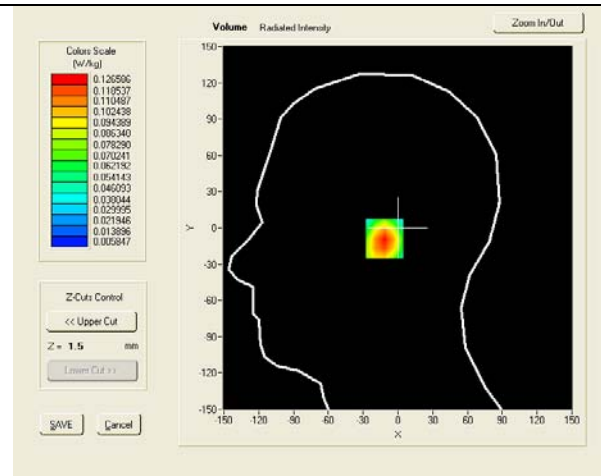 Volume Radiated Intensity
Zoom In/Out
Colors Scale
(W/kg)
0.126586
0.118537
0.110487
0.102438
0.094389
0.086340
0.078290
0.070241
0.062192
0.054143
0.046093
0.038044
0.029995
0.021946
0.013896
0.005847
Z-Cuts Control
<< Upper Cut
Z = 1.5 mm
Lower Cut >>
SAVE
Cancel
150
120
90
60
30
0
-30
-60
-90
-120
-150
Y
-150 -120 -90 -60 -30 0 30 60 90 120 150
X